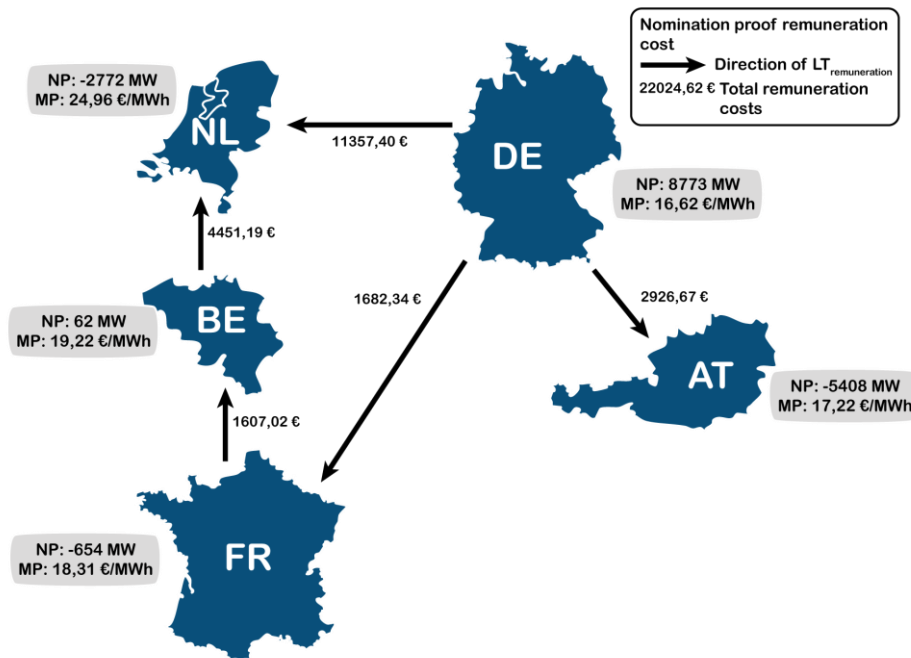 Nomination proof remuneration
cost
Direction of LTremuneration
22024,62 € Total remuneration
costs
NP: -2772 MW
MP: 24,96 €/MWh
NL
11357,40 €
DE
NP: 8773 MW
MP: 16,62 €/MWh
4451,19 €
1682,34 €
2926,67 €
NP: 62 MW
MP: 19,22 €/MWh
BE
AT
NP: -5408 MW
MP: 17,22 €/MWh
1607,02 €
NP: -654 MW
MP: 18,31 €/MWh
FR